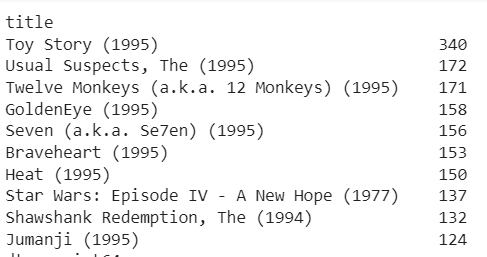 title
Toy Story (1995) 340
Usual Suspects, The (1995) 172
Twelve Monkeys (a.k.a. 12 Monkeys) (1995) 171
GoldenEye (1995) 158
Seven (a.k.a. Se7en) (1995) 156
Braveheart (1995) 153
Heat (1995) 150
Star Wars: Episode IV - A New Hope (1977) 137
Shawshank Redemption, The (1994) 132
Jumanji (1995) 124